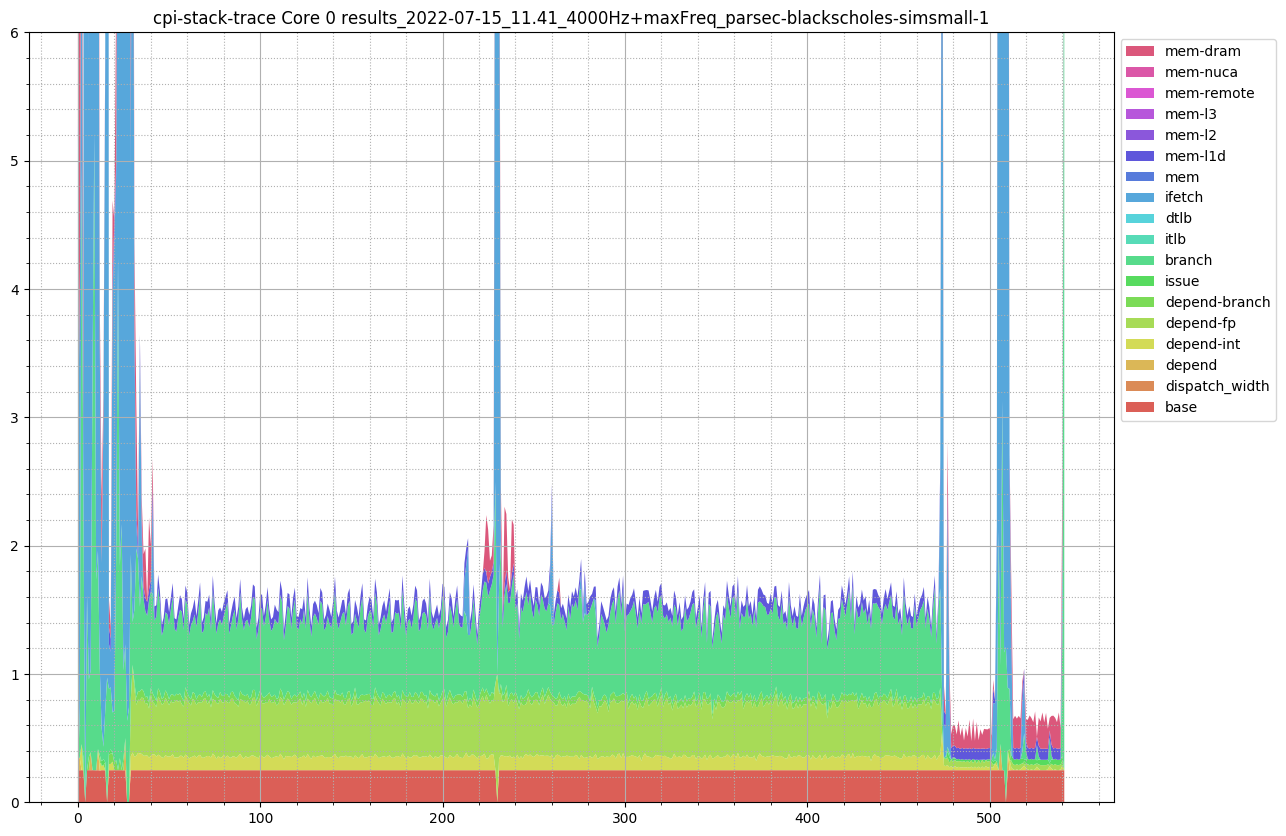 cpi-stack-trace Core 0 results_2022-07-15_11.41_4000Hz+maxFreq_parsec-blackscholes-simsmall-1
6
5
4
3
2
1
0
0 100 200 300 400 500
mem-dram
mem-nuca
mem-remote
mem-l3
mem-l2
mem-l1d
mem
ifetch
dtlb
itlb
branch
issue
depend-branch
depend-fp
depend-int
depend
dispatch_width
base